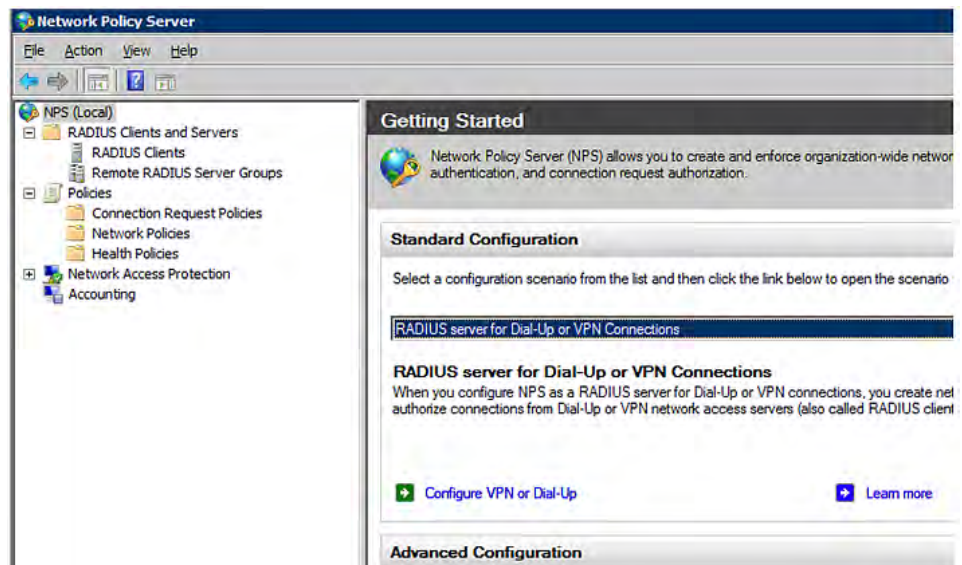 Network Policy Server
File Action View Help
NPS (Local)
RADIUS Clients and Servers
RADIUS Clients
Remote RADIUS Server Groups
Policies
Connection Request Policies
Network Policies
Health Policies
Network Access Protection
Accounting
Getting Started
Network Policy Server (NPS) allows you to create and enforce organization-wide networ
authentication, and connection request authorization.
Standard Configuration
Select a configuration scenario from the list and then click the link below to open the scenario
RADIUS server for Dial-Up or VPN Connections
RADIUS server for Dial-Up or VPN Connections
When you configure NPS as a RADIUS server for Dial-Up or VPN connections, you create net
authorize connections from Dial-Up or VPN network access servers (also called RADIUS client
Configure VPN or Dial-Up
Learn more
Advanced Configuration